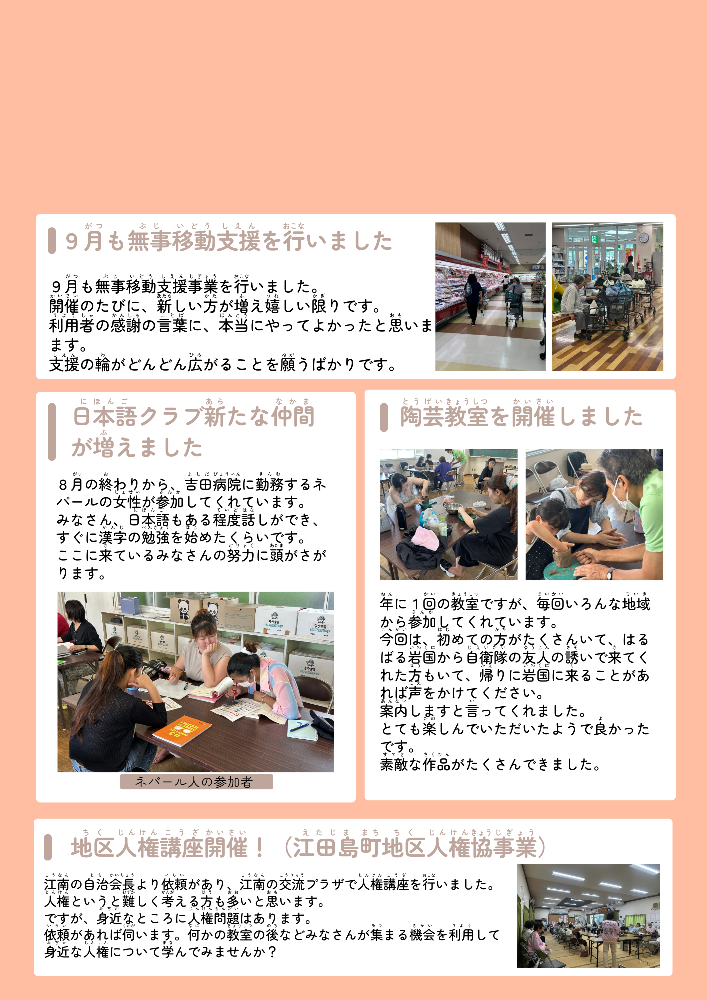 ９月も無事移動支援を行いました
９月も無事移動支援事業を行いました。
開催のたびに、新しい方が増え嬉しい限りです。
利用者の感謝の言葉に、本当にやってよかったと思いま
ます。
支援の輪がどんどん広がることを願うばかりです。
日本語クラブ新たな仲間
が増えました
８月の終わりから、吉田病院に勤務するネ
パールの女性が参加してくれています。
みなさん、日本語もある程度話しができ、
すぐに漢字の勉強を始めたくらいです。
ここに来ているみなさんの努力に頭がさが
ります。
I WEAR
GLASSES
SO I CAN
C#
ネパール人の参加者
陶芸教室を開催しました
年に１回の教室ですが、毎回いろんな地域
から参加してくれています。
今回は、初めての方がたくさんいて、はる
ばる岩国から自衛隊の友人の誘いで来てく
れた方もいて、帰りに岩国に来ることがあ
れば声をかけてください。
案内しますと言ってくれました。
とても楽しんでいただいたようで良かった
です。
素敵な作品がたくさんできました。
地区人権講座開催！（江田島町地区人権協事業）
江南の自治会長より依頼があり、江南の交流プラザで人権講座を行いました。
人権というと難しく考える方も多いと思います。
ですが、身近なところに人権問題はあります。
依頼があれば伺います。何かの教室の後などみなさんが集まる機会を利用して
身近な人権について学んでみませんか？